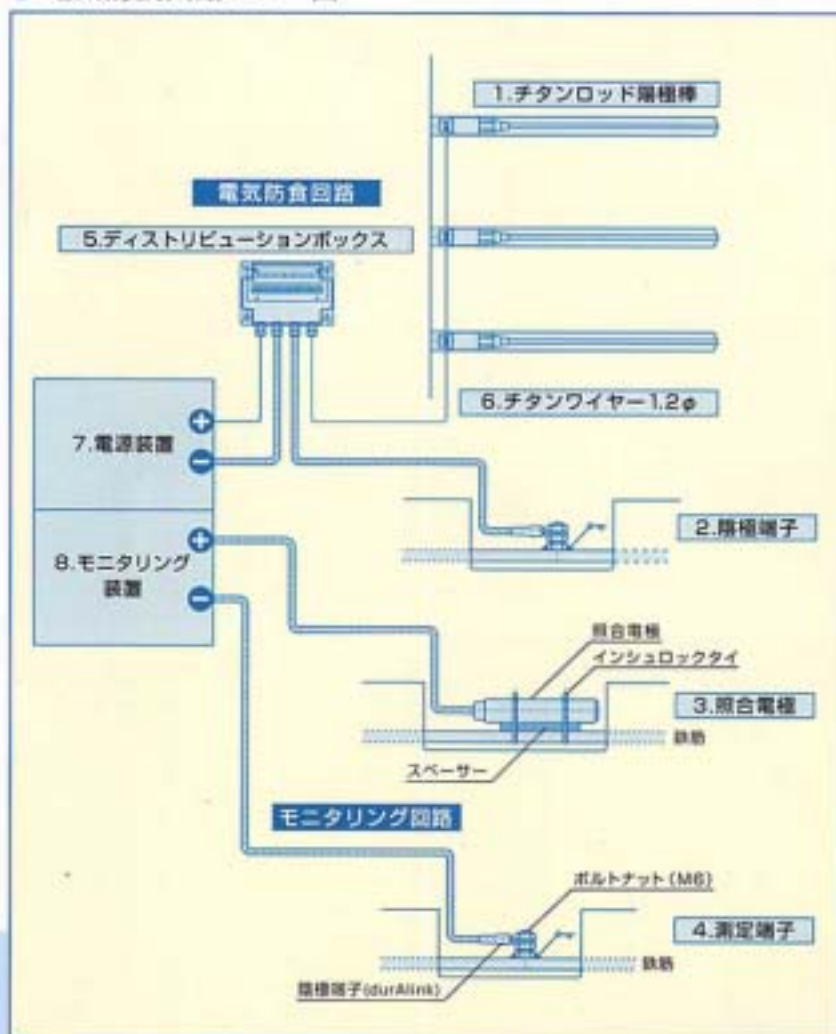 1.チタンロッド陽極棒
電気防食回路
5.ディストリビューションボックス
6.チタンワイヤー1.2φ
7.電源装置
2.陰極端子
8.モニタリング
装置
照合電極
インシュロックタイ
3.照合電極
鉄筋
スペーサー
モニタリング回路
ボルトナット(M6)
4.測定端子
鉄筋
陰極端子(durAlink)